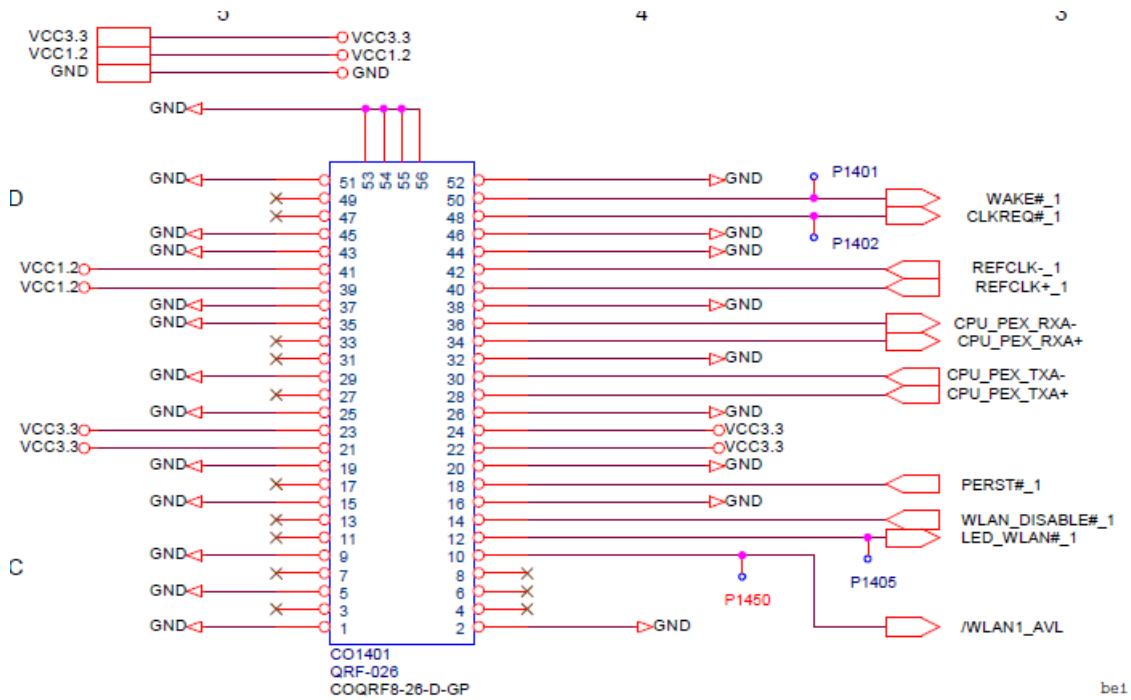 5 4 3
VCC3.3 VCC3.3
VCC1.2 VCC1.2
GND GND
GND
53 54 55 56
P1401
GND 51 52 GND
D
49 50 WAKE#_1
47 48 CLKREQ#_1
GND 45 46 GND
P1402
GND 43 44 GND
VCC1.2 41 42 REFCLK-_1
VCC1.2 39 40 REFCLK+_1
GND 37 38 GND
GND 35 36 CPU_PEX_RXA-
33 34 CPU_PEX_RXA+
31 32 GND
GND 29 30 CPU_PEX_TXA-
27 28 CPU_PEX_TXA+
GND 25 26 GND
VCC3.3 23 24 VCC3.3
VCC3.3 21 22 VCC3.3
GND 19 20 GND
17 18 PERST#_1
GND 15 16 GND
13 14 WLAN_DISABLE#_1
11 12 LED_WLAN#_1
GND 9 10
C
7 8
P1405
GND 5 6
P1450
3 4
GND 1 2 GND /WLAN1_AVL
CO1401
QRF-026
COQRF8-26-D-GP
bei